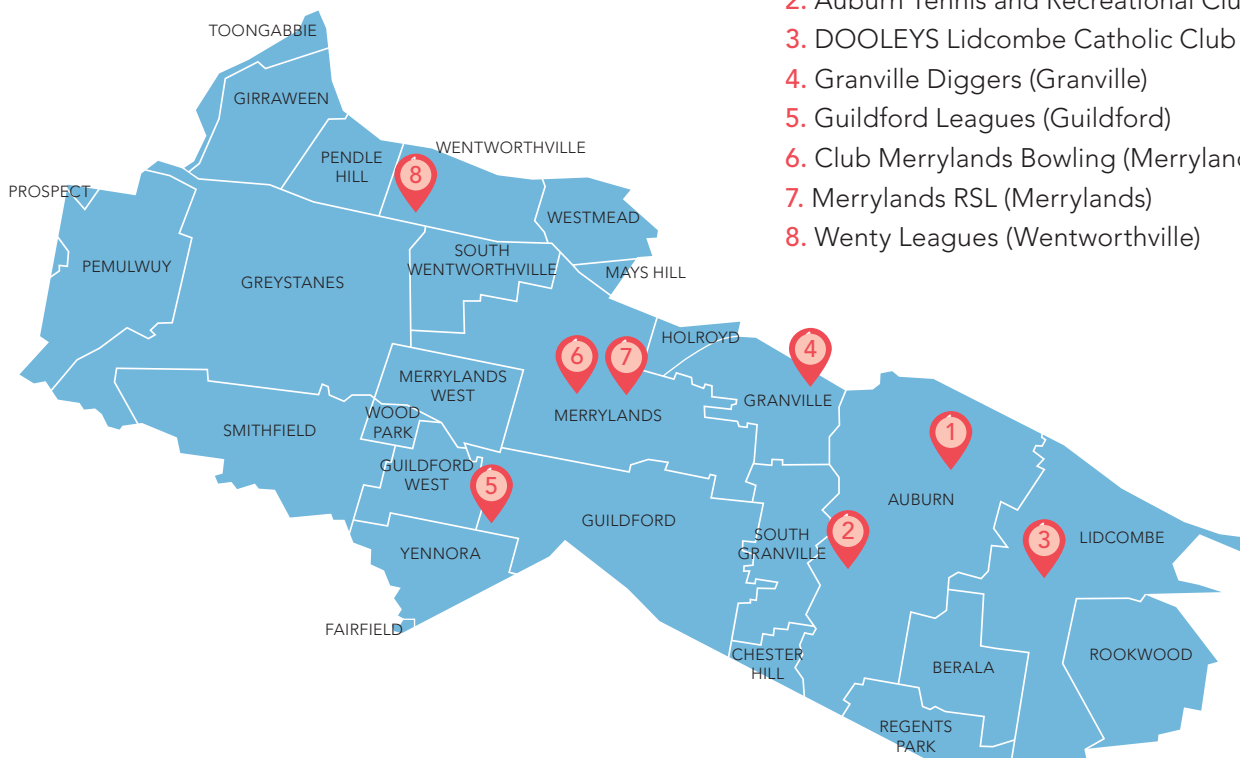 2. Auburn Tennis and Recreational
3. DOOLEYS Lidcombe Catholic Club
4. Granville Diggers (Granville)
5. Guildford Leagues (Guildford)
6. Club Merrylands Bowling
7. Merrylands RSL (Merrylands)
8. Wenty Leagues (Wentworthville)
TOONGABBIE
GIRRAWEEN
PENDLE
HILL
WENTWORTHVILLE
8
PROSPECT
WESTMEAD
PEMULWUY
GREYSTANES
SOUTH
WENTWORTHVILLE
MAYS HILL
HOLROYD
6
7
4
MERRYLANDS
WEST
MERRYLANDS
GRANVILLE
WOOD
PARK
SMITHFIELD
1
GUILDFORD
WEST
5
AUBURN
GUILDFORD
SOUTH
GRANVILLE
2
3
LIDCOMBE
YENNORA
FAIRFIELD
CHESTER
HILL
BERALA
ROOKWOOD
REGENTS
PARK